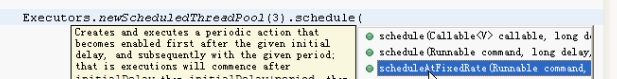 Executors.newScheduledThreadPool(3).schedule(
Creates and executes a periodic action that
becomes enabled first after the given initial
delay, and subsequently with the given period;
that is executions will commence after
schedule(Callable<V> callable, long d
schedule(Runnable command, long delay,
scheduleAtFixedRate(Runnable command,